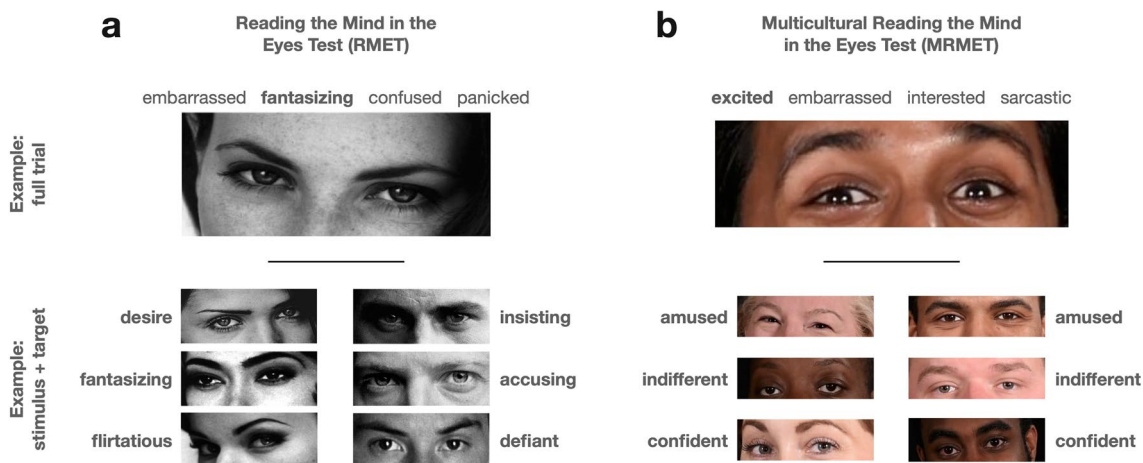 a
Reading the Mind in the
Eyes Test (RMET)
Example:
full trial
embarrassed fantasizing confused panicked
Example:
stimulus + target
desire
insisting
fantasizing
accusing
flirtatious
defiant
b
Multicultural Reading the Mind
in the Eyes Test (MRMET)
excited embarrassed interested sarcastic
amused
amused
indifferent
indifferent
confident
confident